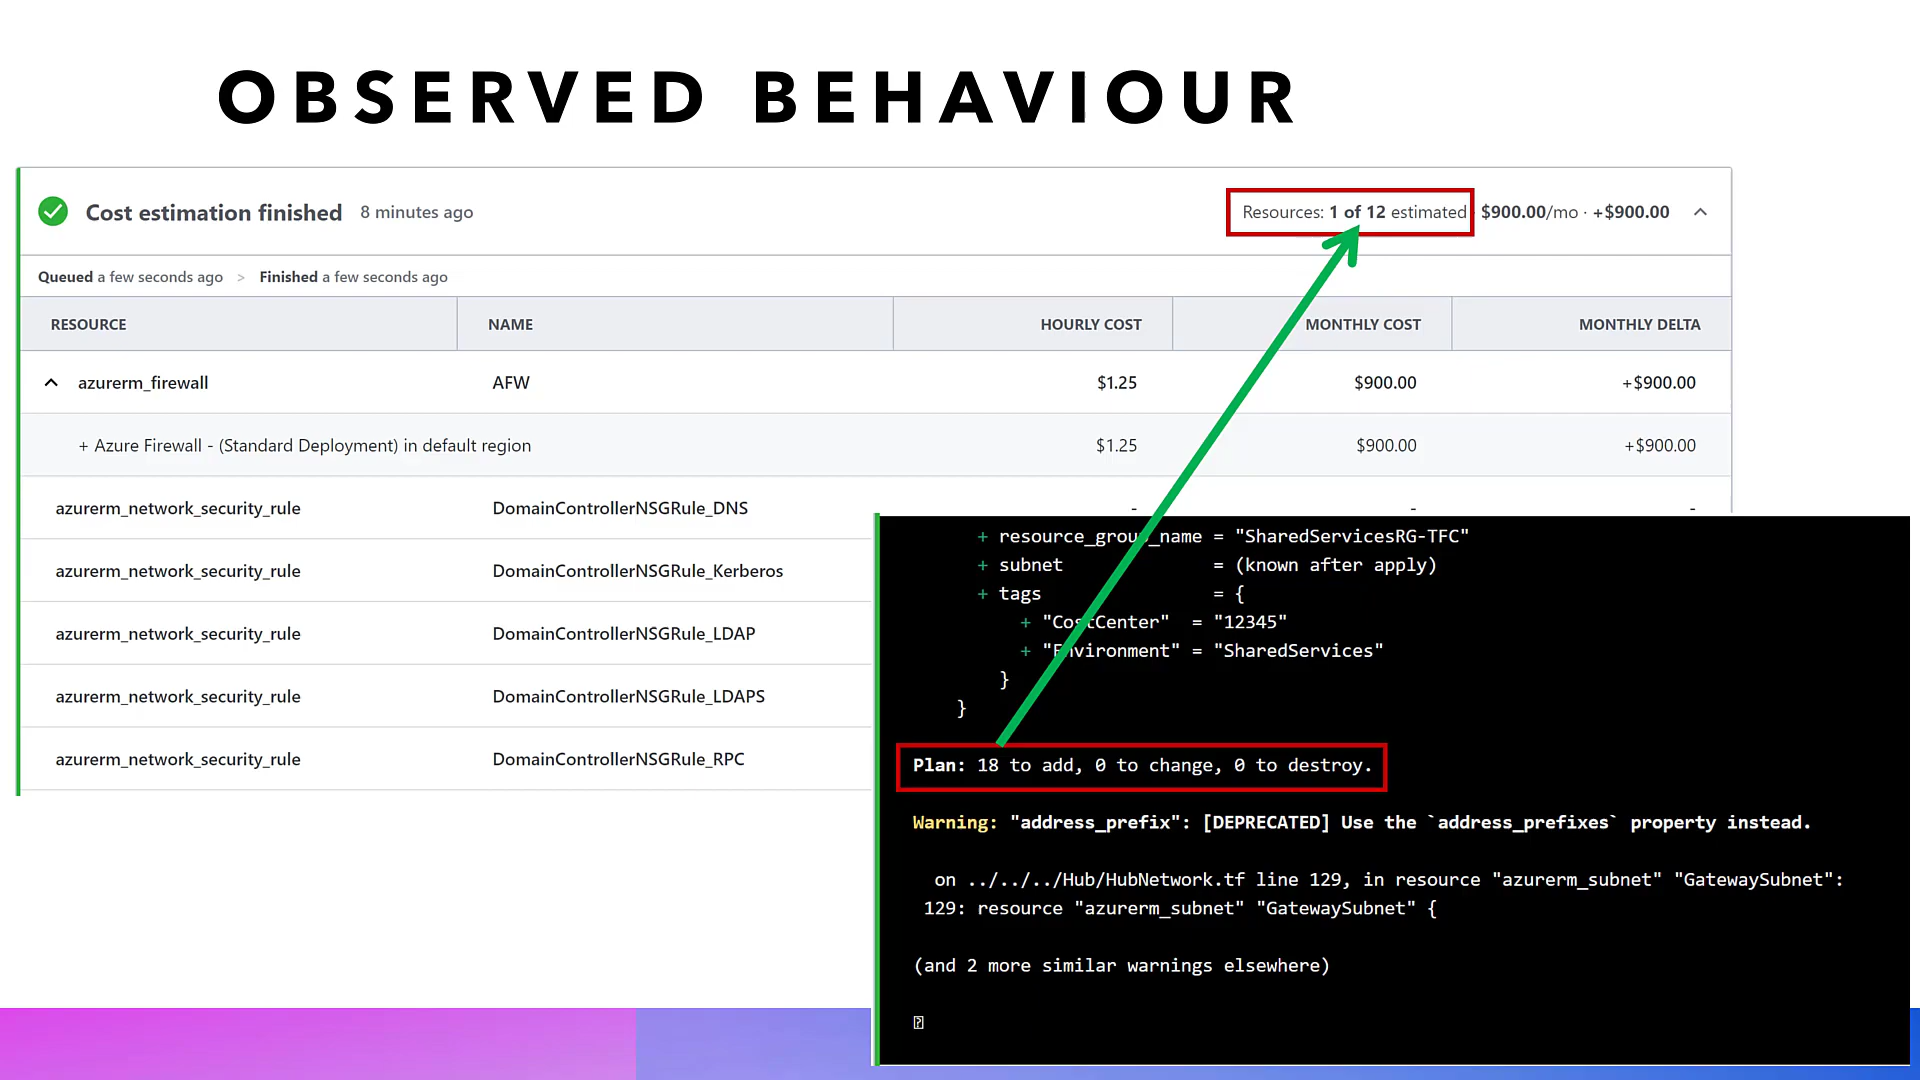 OBSERVED BEHAVIOUR
Cost estimation finished 8 minutes ago
Resources: 1 of 12 estimated · $900.00/mo · +$900.00
Queued a few seconds ago > Finished a few seconds ago
RESOURCE NAME HOURLY COST MONTHLY COST MONTHLY DELTA
azurerm_firewall AFW $1.25 $900.00 +$900.00
+ Azure Firewall - (Standard Deployment) in default region $1.25 $900.00 +$900.00
azurerm_network_security_rule DomainControllerNSGRule_DNS - - -
azurerm_network_security_rule DomainControllerNSGRule_Kerberos
azurerm_network_security_rule DomainControllerNSGRule_LDAP
azurerm_network_security_rule DomainControllerNSGRule_LDAPS
azurerm_network_security_rule DomainControllerNSGRule_RPC
+ resource_group_name = "SharedServicesRG-TFC"
+ subnet = (known after apply)
+ tags = {
+ "CostCenter" = "12345"
+ "Environment" = "SharedServices"
}
}
Plan: 18 to add, 0 to change, 0 to destroy.
Warning: "address_prefix": [DEPRECATED] Use the `address_prefixes` property instead.
on ../../../Hub/HubNetwork.tf line 129, in resource "azurerm_subnet" "GatewaySubnet":
129: resource "azurerm_subnet" "GatewaySubnet" {
(and 2 more similar warnings elsewhere)